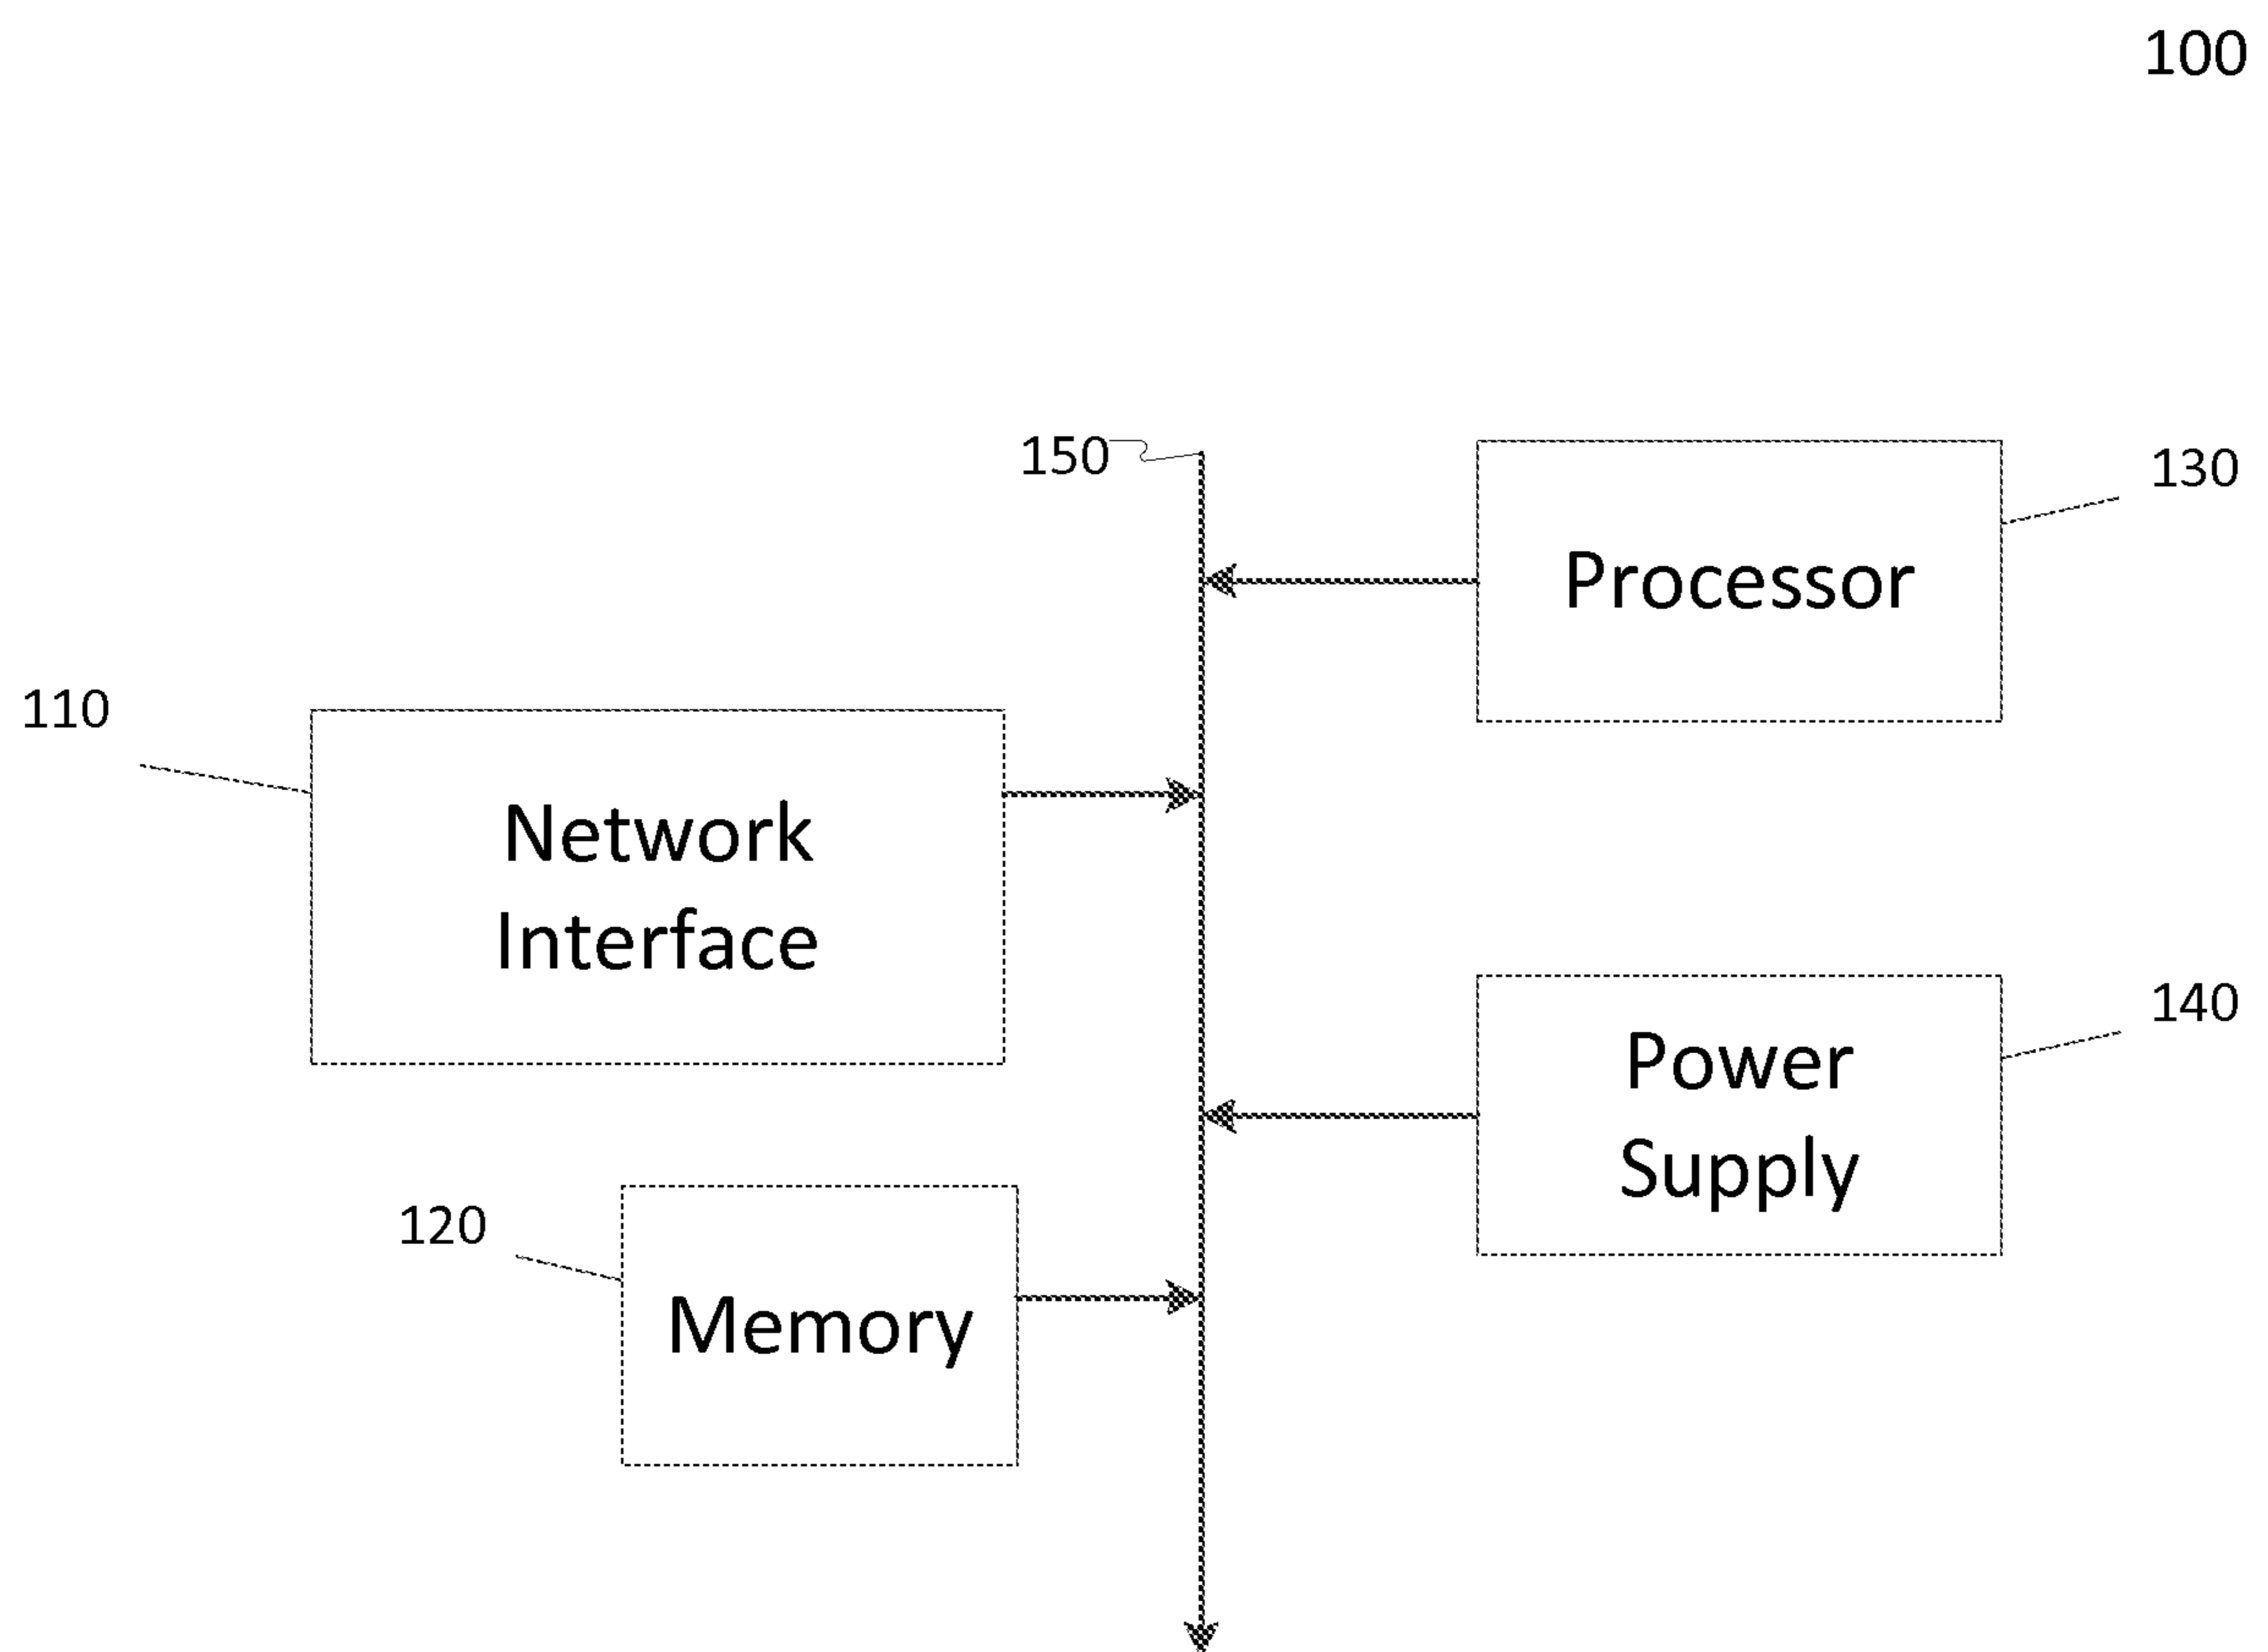 100
150
130
Processor
110
Network
Interface
140
Power
Supply
120
Memory